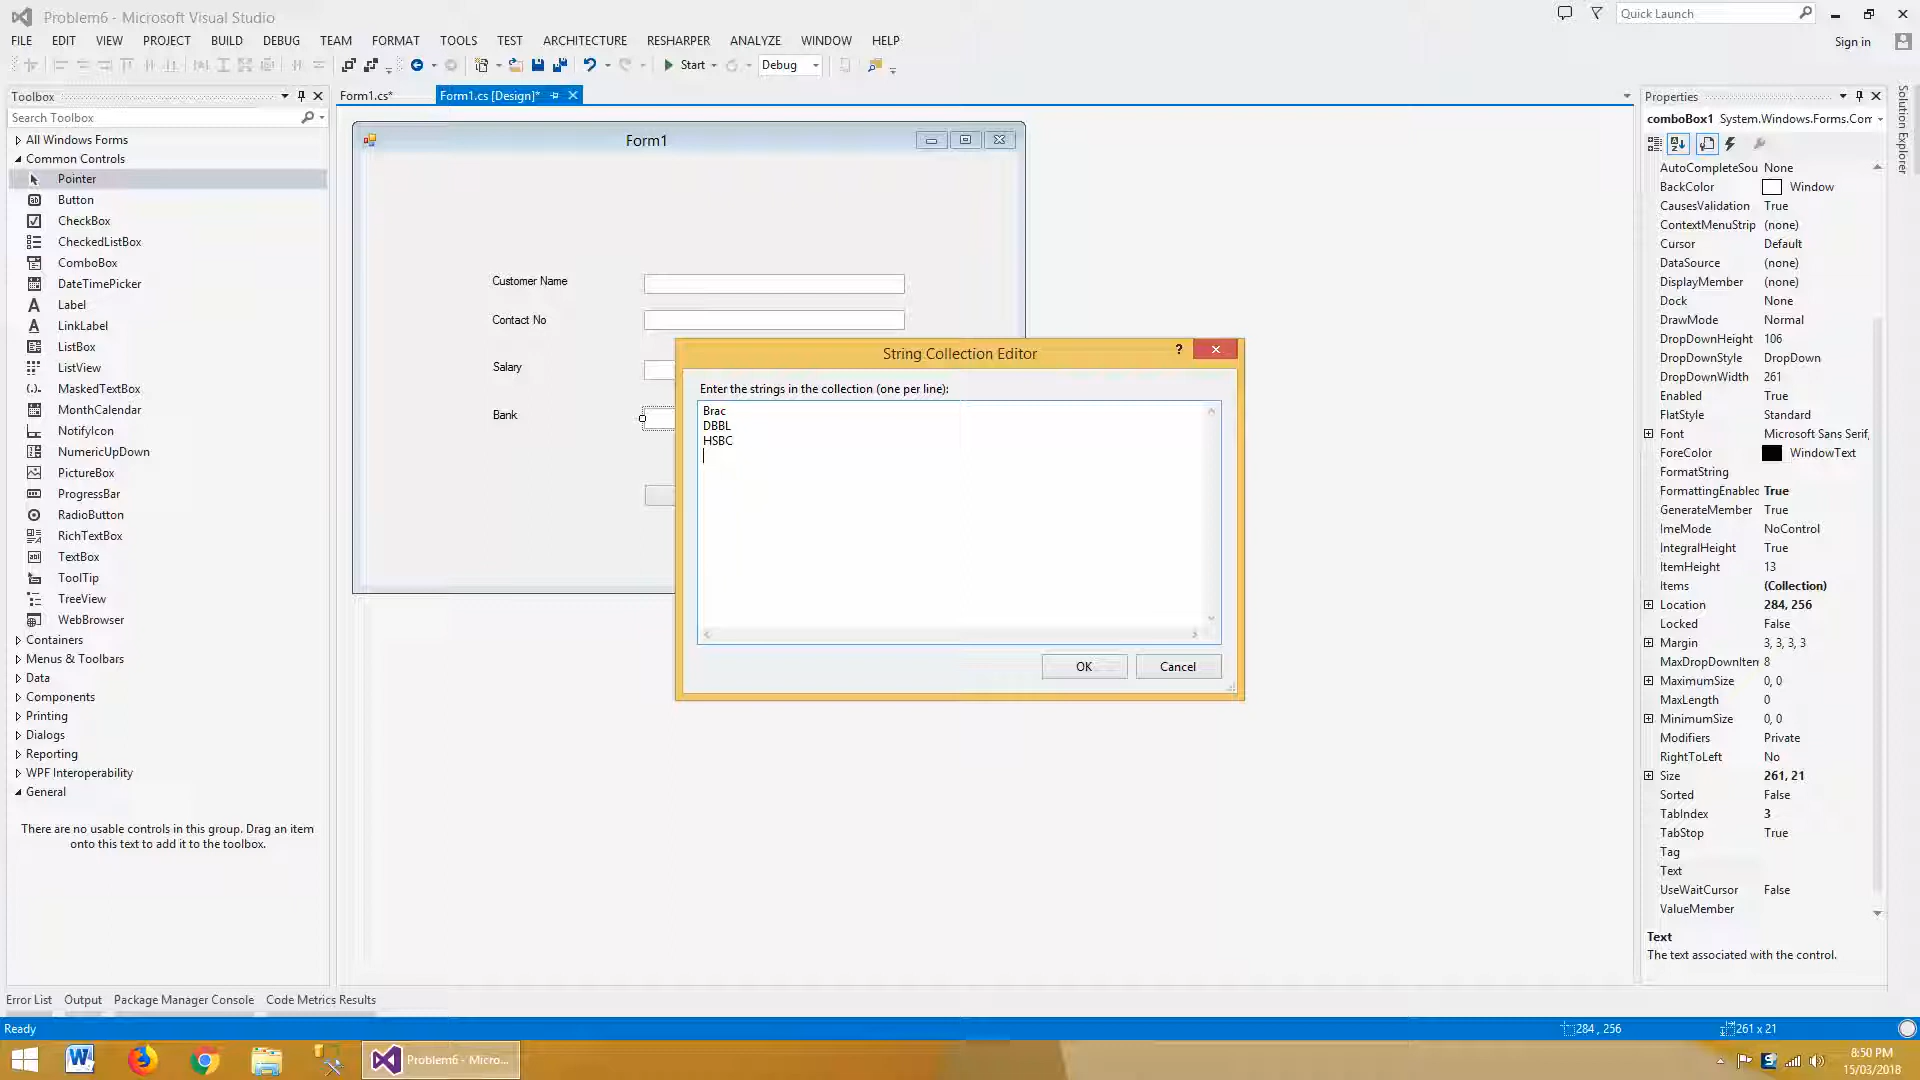 Problem6 - Microsoft Visual Studio
Quick Launch
FILE EDIT VIEW PROJECT BUILD DEBUG TEAM FORMAT TOOLS TEST ARCHITECTURE RESHARPER ANALYZE WINDOW HELP
Sign in
Start
Debug
Toolbox
Search Toolbox
All Windows Forms
Common Controls
Pointer
Button
CheckBox
CheckedListBox
ComboBox
DateTimePicker
Label
LinkLabel
ListBox
ListView
MaskedTextBox
MonthCalendar
NotifyIcon
NumericUpDown
PictureBox
ProgressBar
RadioButton
RichTextBox
TextBox
ToolTip
TreeView
WebBrowser
Containers
Menus & Toolbars
Data
Components
Printing
Dialogs
Reporting
WPF Interoperability
General
There are no usable controls in this group. Drag an item
onto this text to add it to the toolbox.
Form1.cs*
Form1.cs [Design]*
Form1
Customer Name
Contact No
Salary
Bank
String Collection Editor
?
Enter the strings in the collection (one per line):
Brac
DBBL
HSBC
OK
Cancel
Properties
comboBox1 System.Windows.Forms.Com
AutoCompleteSou None
BackColor Window
CausesValidation True
ContextMenuStrip (none)
Cursor Default
DataSource (none)
DisplayMember (none)
Dock None
DrawMode Normal
DropDownHeight 106
DropDownStyle DropDown
DropDownWidth 261
Enabled True
FlatStyle Standard
Font Microsoft Sans Serif,
ForeColor WindowText
FormatString
FormattingEnabled True
GenerateMember True
ImeMode NoControl
IntegralHeight True
ItemHeight 13
Items (Collection)
Location 284, 256
Locked False
Margin 3, 3, 3, 3
MaxDropDownItem 8
MaximumSize 0, 0
MaxLength 0
MinimumSize 0, 0
Modifiers Private
RightToLeft No
Size 261, 21
Sorted False
TabIndex 3
TabStop True
Tag
Text
UseWaitCursor False
ValueMember
Text
The text associated with the control.
Solution Explorer
Error List Output Package Manager Console Code Metrics Results
Ready
284 , 256
261 x 21
Problem6 - Micro...
8:50 PM
15/03/2018